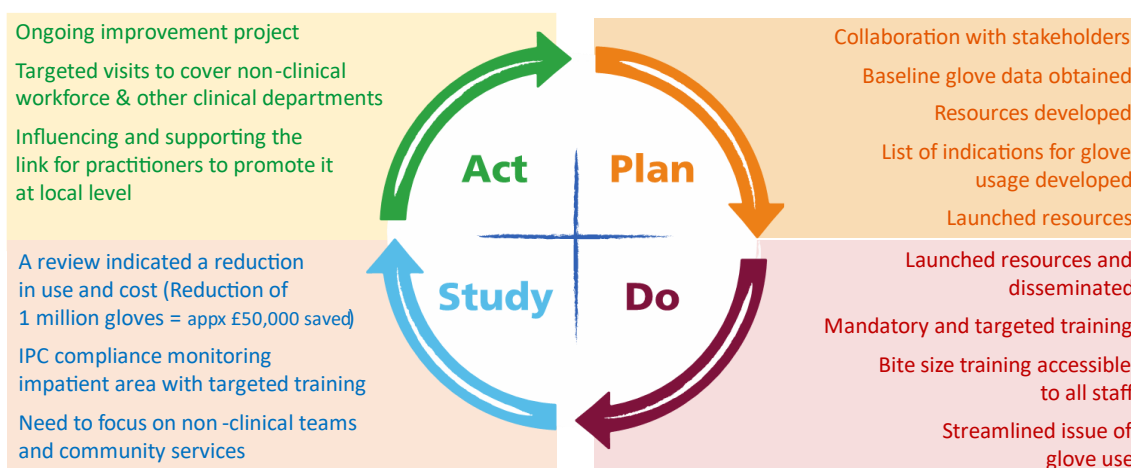 Ongoing improvement project
Targeted visits to cover non-clinical
workforce & other clinical departments
Influencing and supporting the
link for practitioners to promote it
at local level
Act
Plan
Collaboration with stakeholders
Baseline glove data obtained
Resources developed
List of indications for glove
usage developed
Launched resources
A review indicated a reduction
in use and cost (Reduction of
1 million gloves = appx £50,000 saved)
IPC compliance monitoring
impatient area with targeted training
Need to focus on non-clinical teams
and community services
Study
Do
Launched resources and
disseminated
Mandatory and targeted training
Bite size training accessible
to all staff
Streamlined issue of
glove use